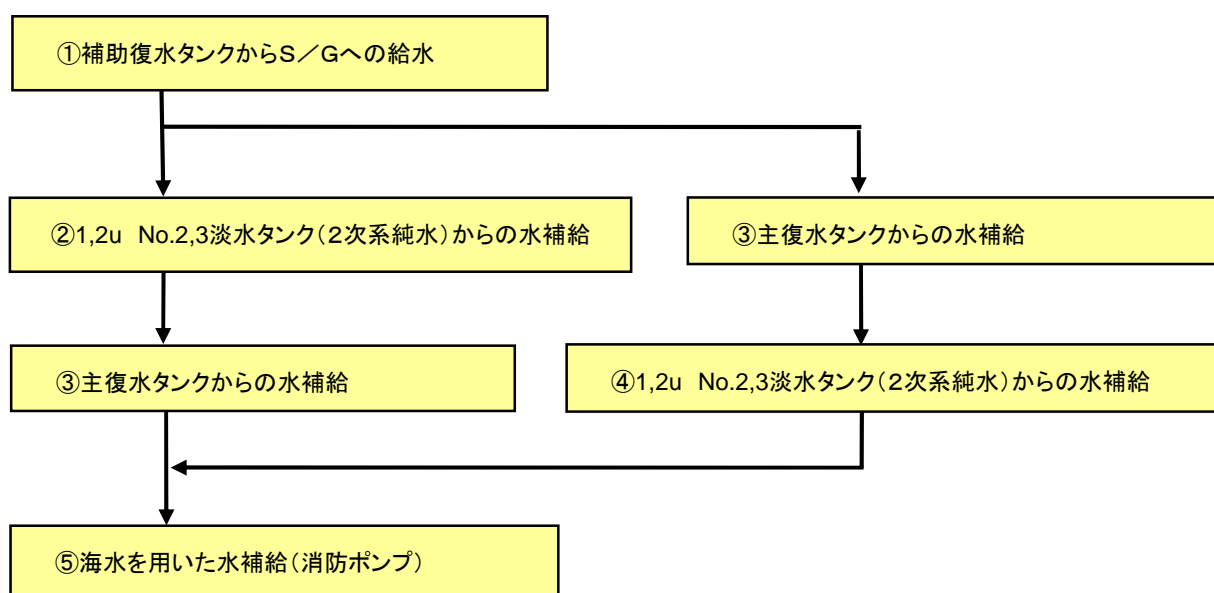 ①補助復水タンクからS/Gへの給水
②1,2u No.2,3淡水タンク(2次系純水)からの水補給
③主復水タンクからの水補給
③主復水タンクからの水補給
④1,2u No.2,3淡水タンク(2次系純水)からの水補給
⑤海水を用いた水補給(消防ポンプ)